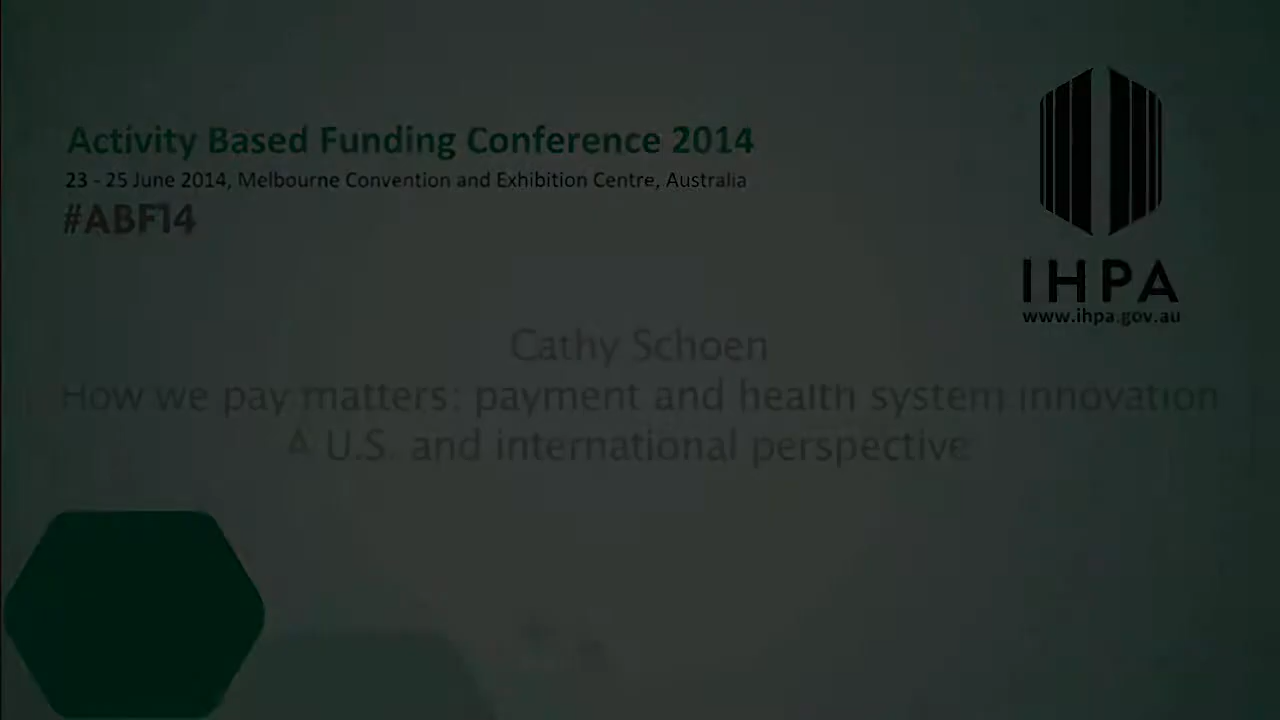 Activity Based Funding Conference 2014
23 - 25 June 2014, Melbourne Convention and Exhibition Centre, Australia
#ABF14
IHPA
www.ihpa.gov.au
Cathy Schoen
How we pay matters: payment and health system innovation
A U.S. and international perspective